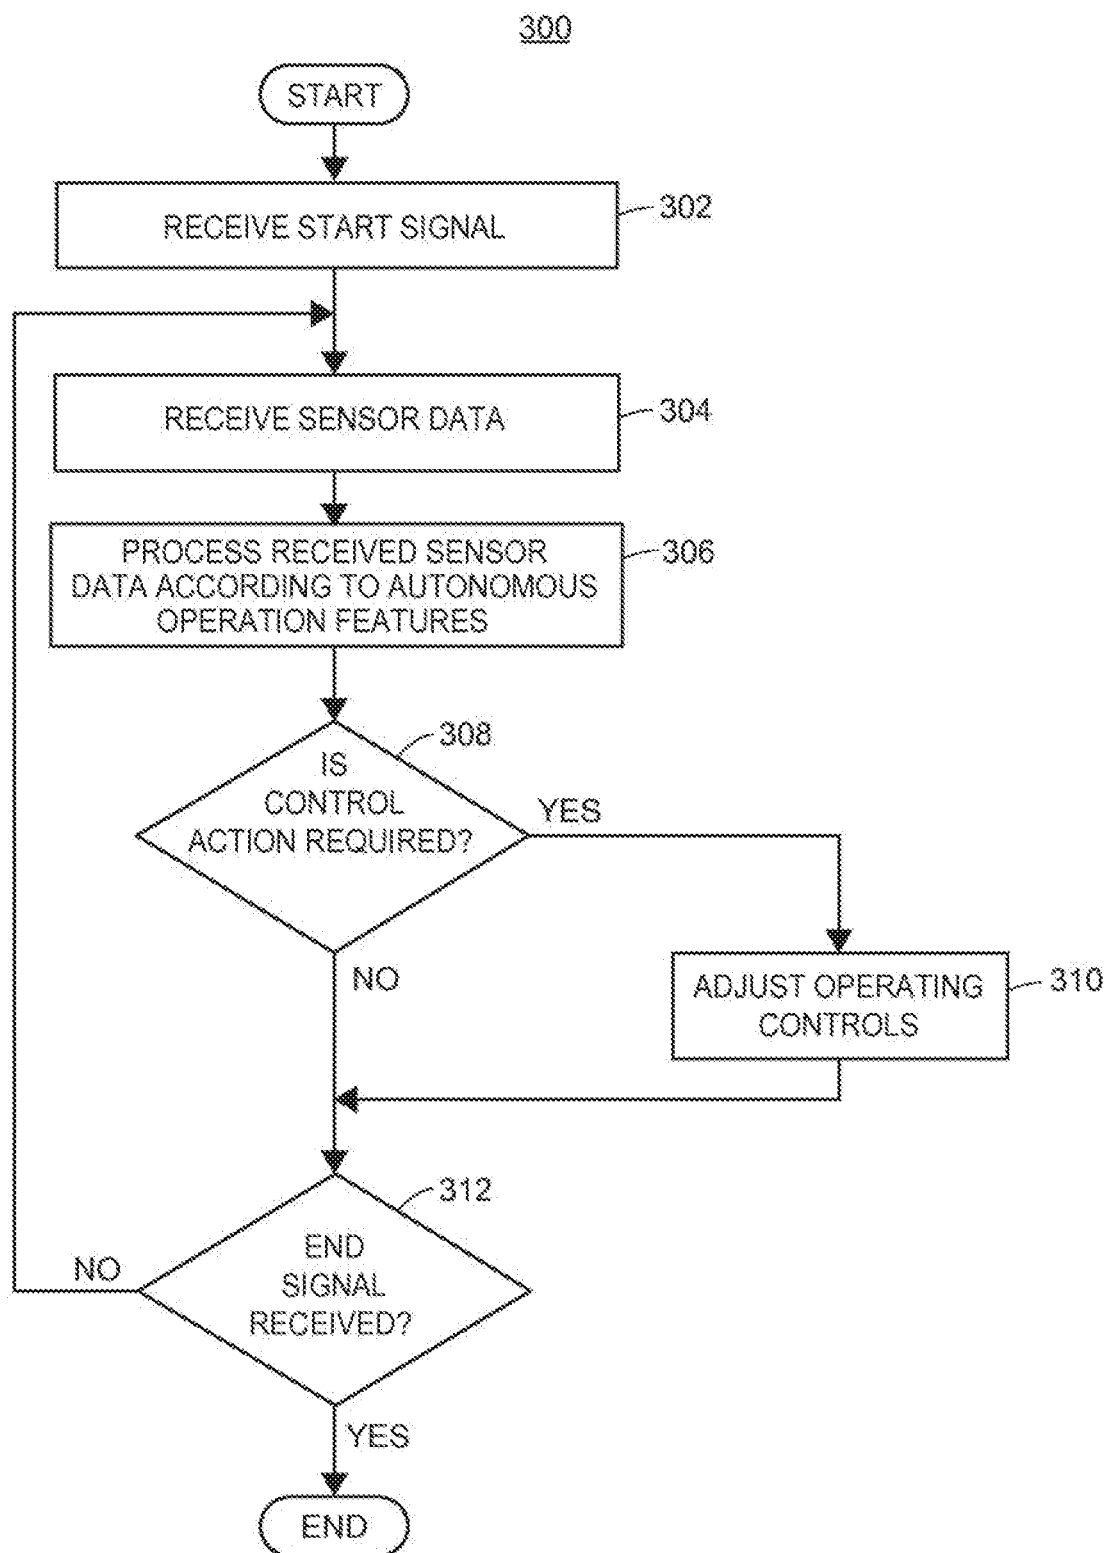 300
START
RECEIVE START SIGNAL
302
RECEIVE SENSOR DATA
304
PROCESS RECEIVED SENSOR
DATA ACCORDING TO AUTONOMOUS
OPERATION FEATURES
306
308
IS
CONTROL
ACTION REQUIRED?
YES
NO
ADJUST OPERATING
CONTROLS
310
312
END
SIGNAL
RECEIVED?
NO
YES
END